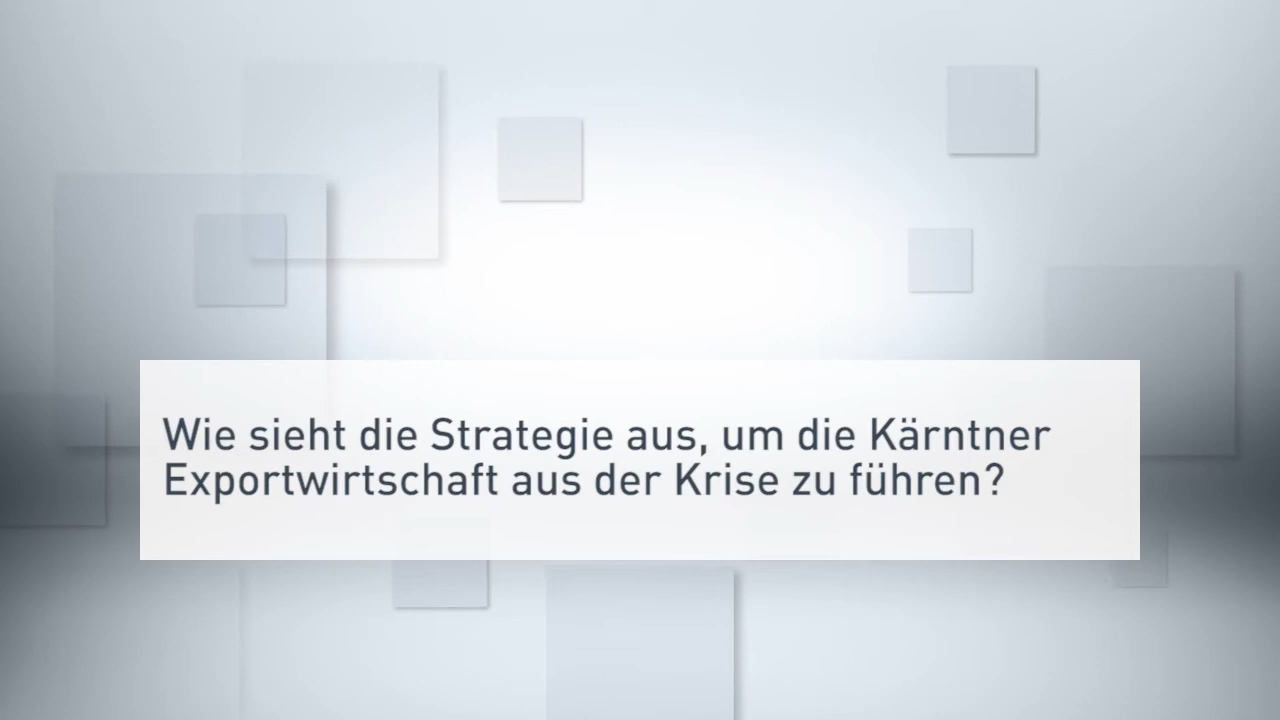 Wie sieht die Strategie aus, um die Kärntner
Exportwirtschaft aus der Krise zu führen?